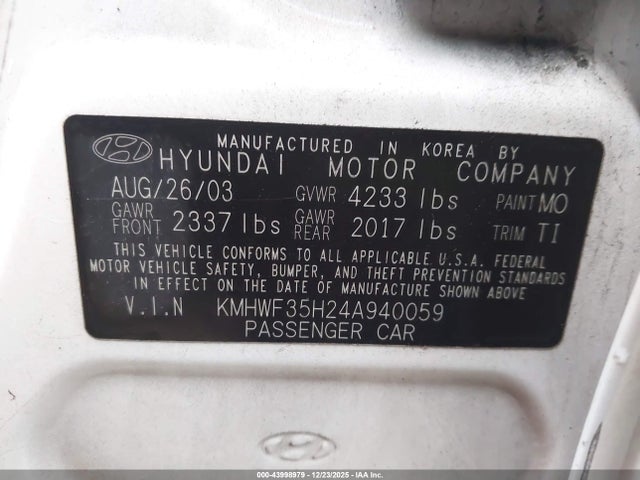 MANUFACTURED IN KOREA BY
HYUNDAI MOTOR COMPANY
AUG/26/03 GVWR 4233 lbs PAINT MO
GAWR FRONT 2337 lbs GAWR REAR 2017 lbs TRIM TI
THIS VEHICLE CONFORMS TO ALL APPLICABLE U.S.A. FEDERAL
MOTOR VEHICLE SAFETY, BUMPER, AND THEFT PREVENTION STANDARDS
IN EFFECT ON THE DATE OF MANUFACTURE SHOWN ABOVE
V.I.N KMHWF35H24A940059
PASSENGER CAR
00-43998979 - 12/23/2025 - IAA Inc.